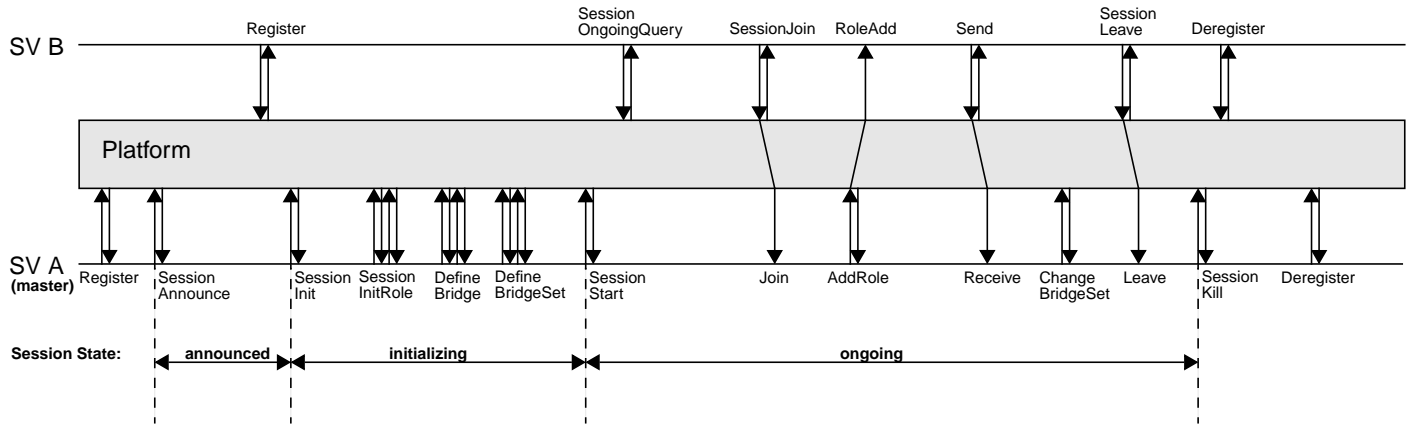 Session
OngoingQuery
Session
Leave
Register
SessionJoin
RoleAdd
Send
Deregister
SV B
Platform
SV A
(master)
Register
Session
Announce
Session
Init
Session
InitRole
Define
Bridge
Define
BridgeSet
Session
Start
Join
AddRole
Receive
Change
BridgeSet
Leave
Session
Kill
Deregister
Session State:
announced
initializing
ongoing